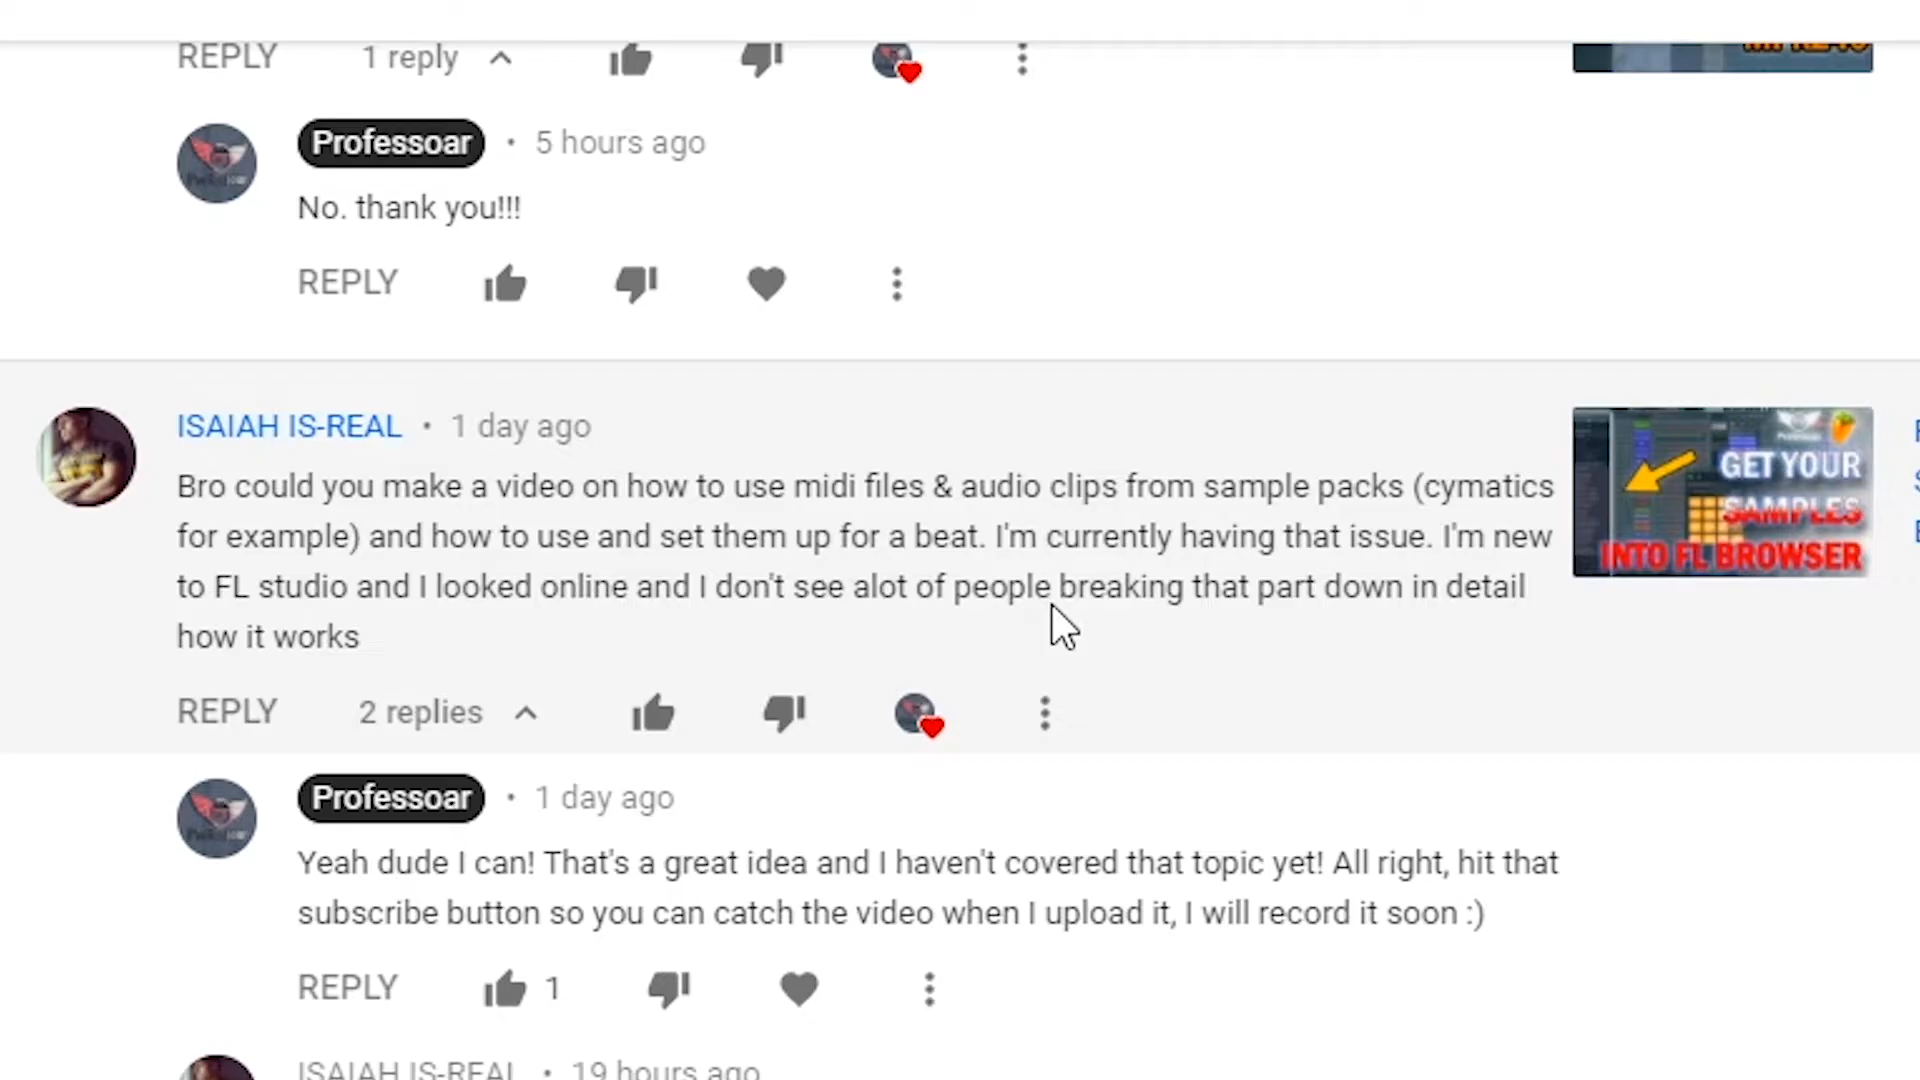 REPLY 1 reply
Professoar • 5 hours ago
No. thank you!!!
REPLY
ISAIAH IS-REAL • 1 day ago
Bro could you make a video on how to use midi files & audio clips from sample packs (cymatics
for example) and how to use and set them up for a beat. I'm currently having that issue. I'm new
to FL studio and I looked online and I don't see alot of people breaking that part down in detail
how it works
GET YOUR
SAMPLES
INTO FL BROWSER
REPLY 2 replies
Professoar • 1 day ago
Yeah dude I can! That's a great idea and I haven't covered that topic yet! All right, hit that
subscribe button so you can catch the video when I upload it, I will record it soon :)
REPLY 1
ISAIAH IS-REAL • 19 hours ago